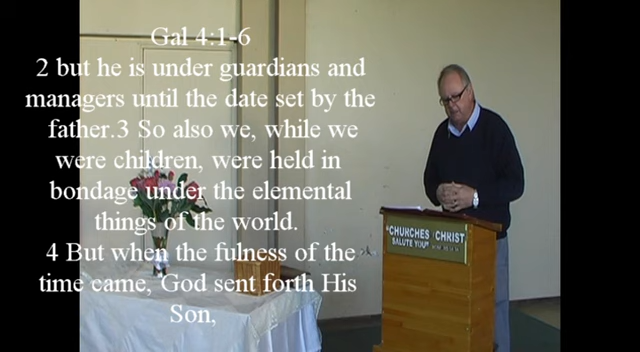 Gal 4:1-6
2 but he is under guardians and
managers until the date set by the
father.3 So also we, while we
were children, were held in
bondage under the elemental
things of the world.
4 But when the fulness of the
time came, God sent forth His
Son,
"CHURCHES CHRIST
SALUTE YOU"